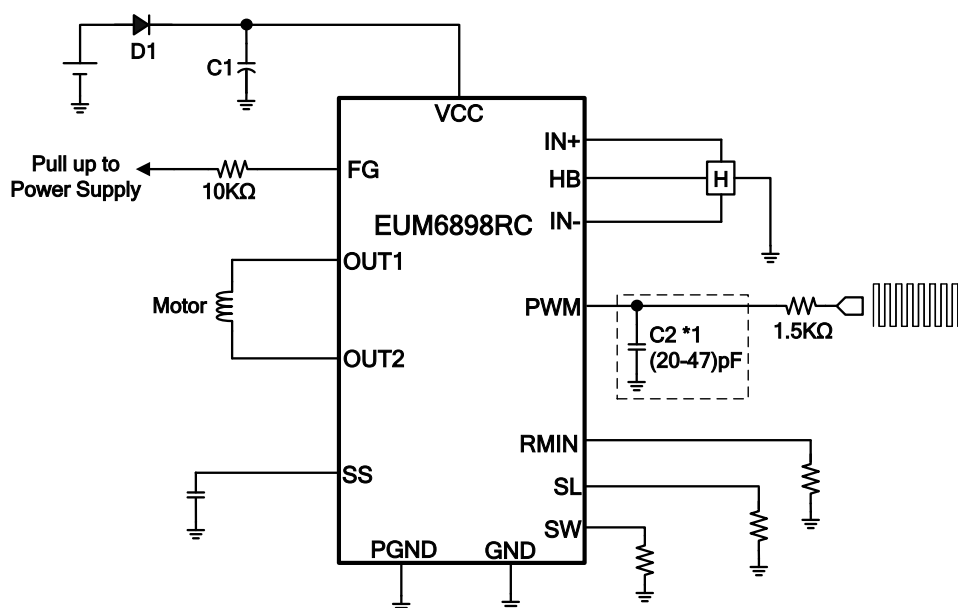 D1
C1
VCC
Pull up to
Power Supply
10KΩ
FG
IN+
HB
H
IN-
EUM6898RC
OUT1
Motor
OUT2
PWM
C2 *1
(20-47)pF
1.5KΩ
RMIN
SS
SL
SW
PGND
GND